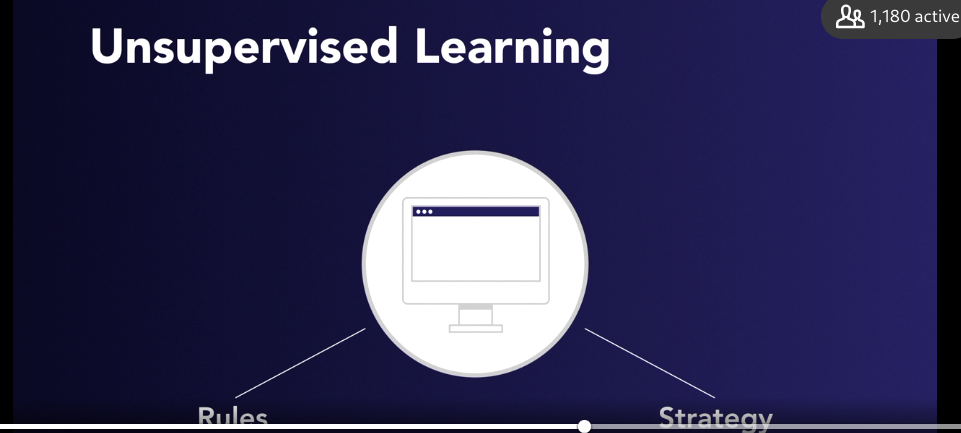 1,180 active
Unsupervised Learning
Rules
Strategy